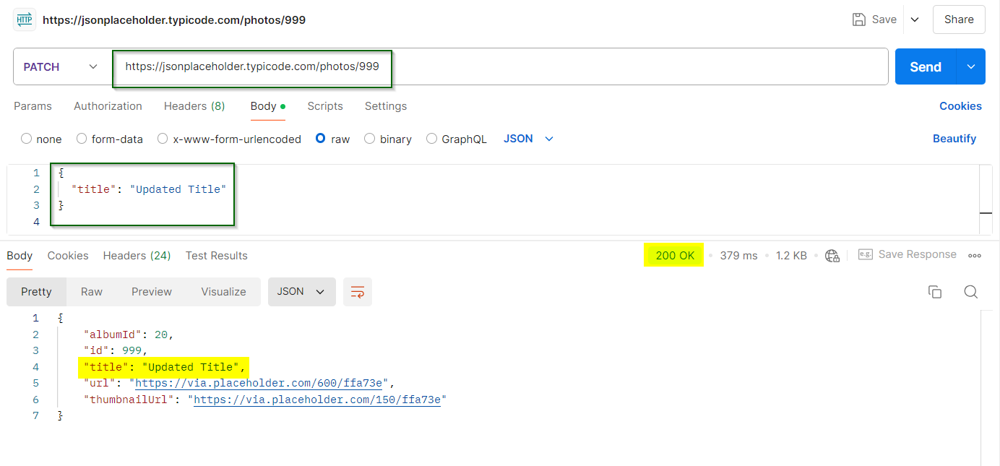 HTTP https://jsonplaceholder.typicode.com/photos/999 Save Share
PATCH https://jsonplaceholder.typicode.com/photos/999 Send
Params Authorization Headers (8) Body Scripts Settings Cookies
none form-data x-www-form-urlencoded raw binary GraphQL JSON Beautify
1 {
2 "title": "Updated Title"
3 }
4
Body Cookies Headers (24) Test Results 200 OK 379 ms 1.2 KB e.g. Save Response
Pretty Raw Preview Visualize JSON
1 {
2 "albumId": 20,
3 "id": 999,
4 "title": "Updated Title",
5 "url": "https://via.placeholder.com/600/ffa73e",
6 "thumbnailUrl": "https://via.placeholder.com/150/ffa73e"
7 }